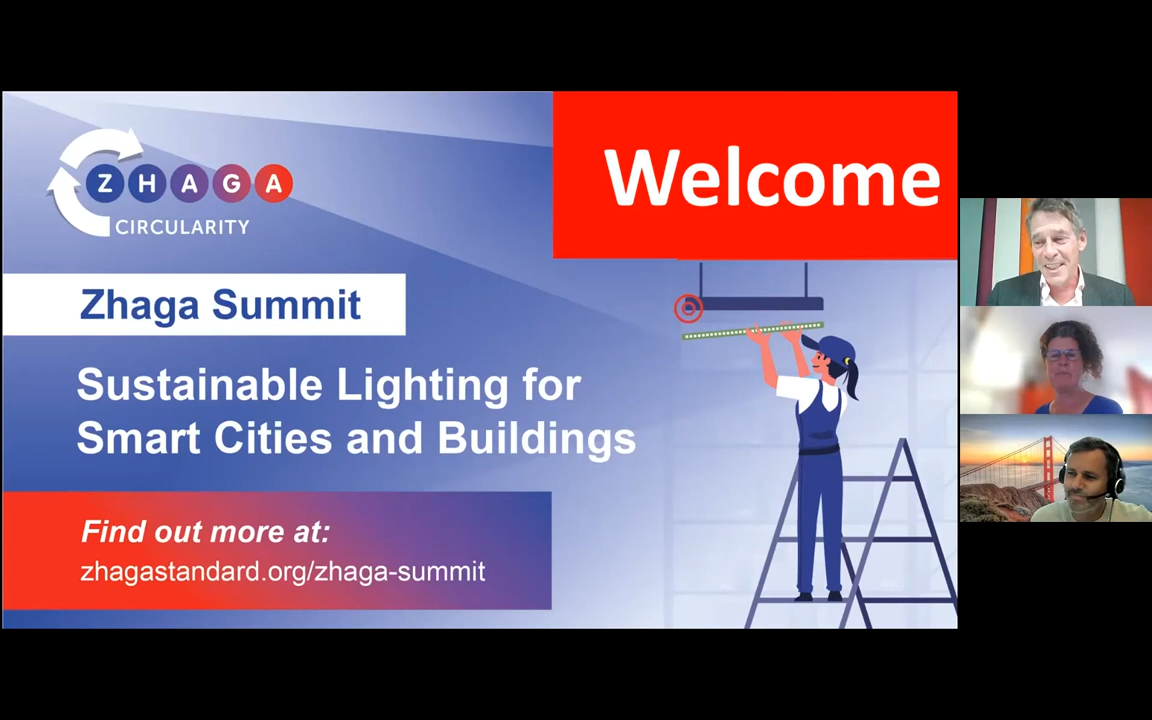 ZHAGA
CIRCULARITY
Welcome
Zhaga Summit
Sustainable Lighting for
Smart Cities and Buildings
Find out more at:
zhagastandard.org/zhaga-summit